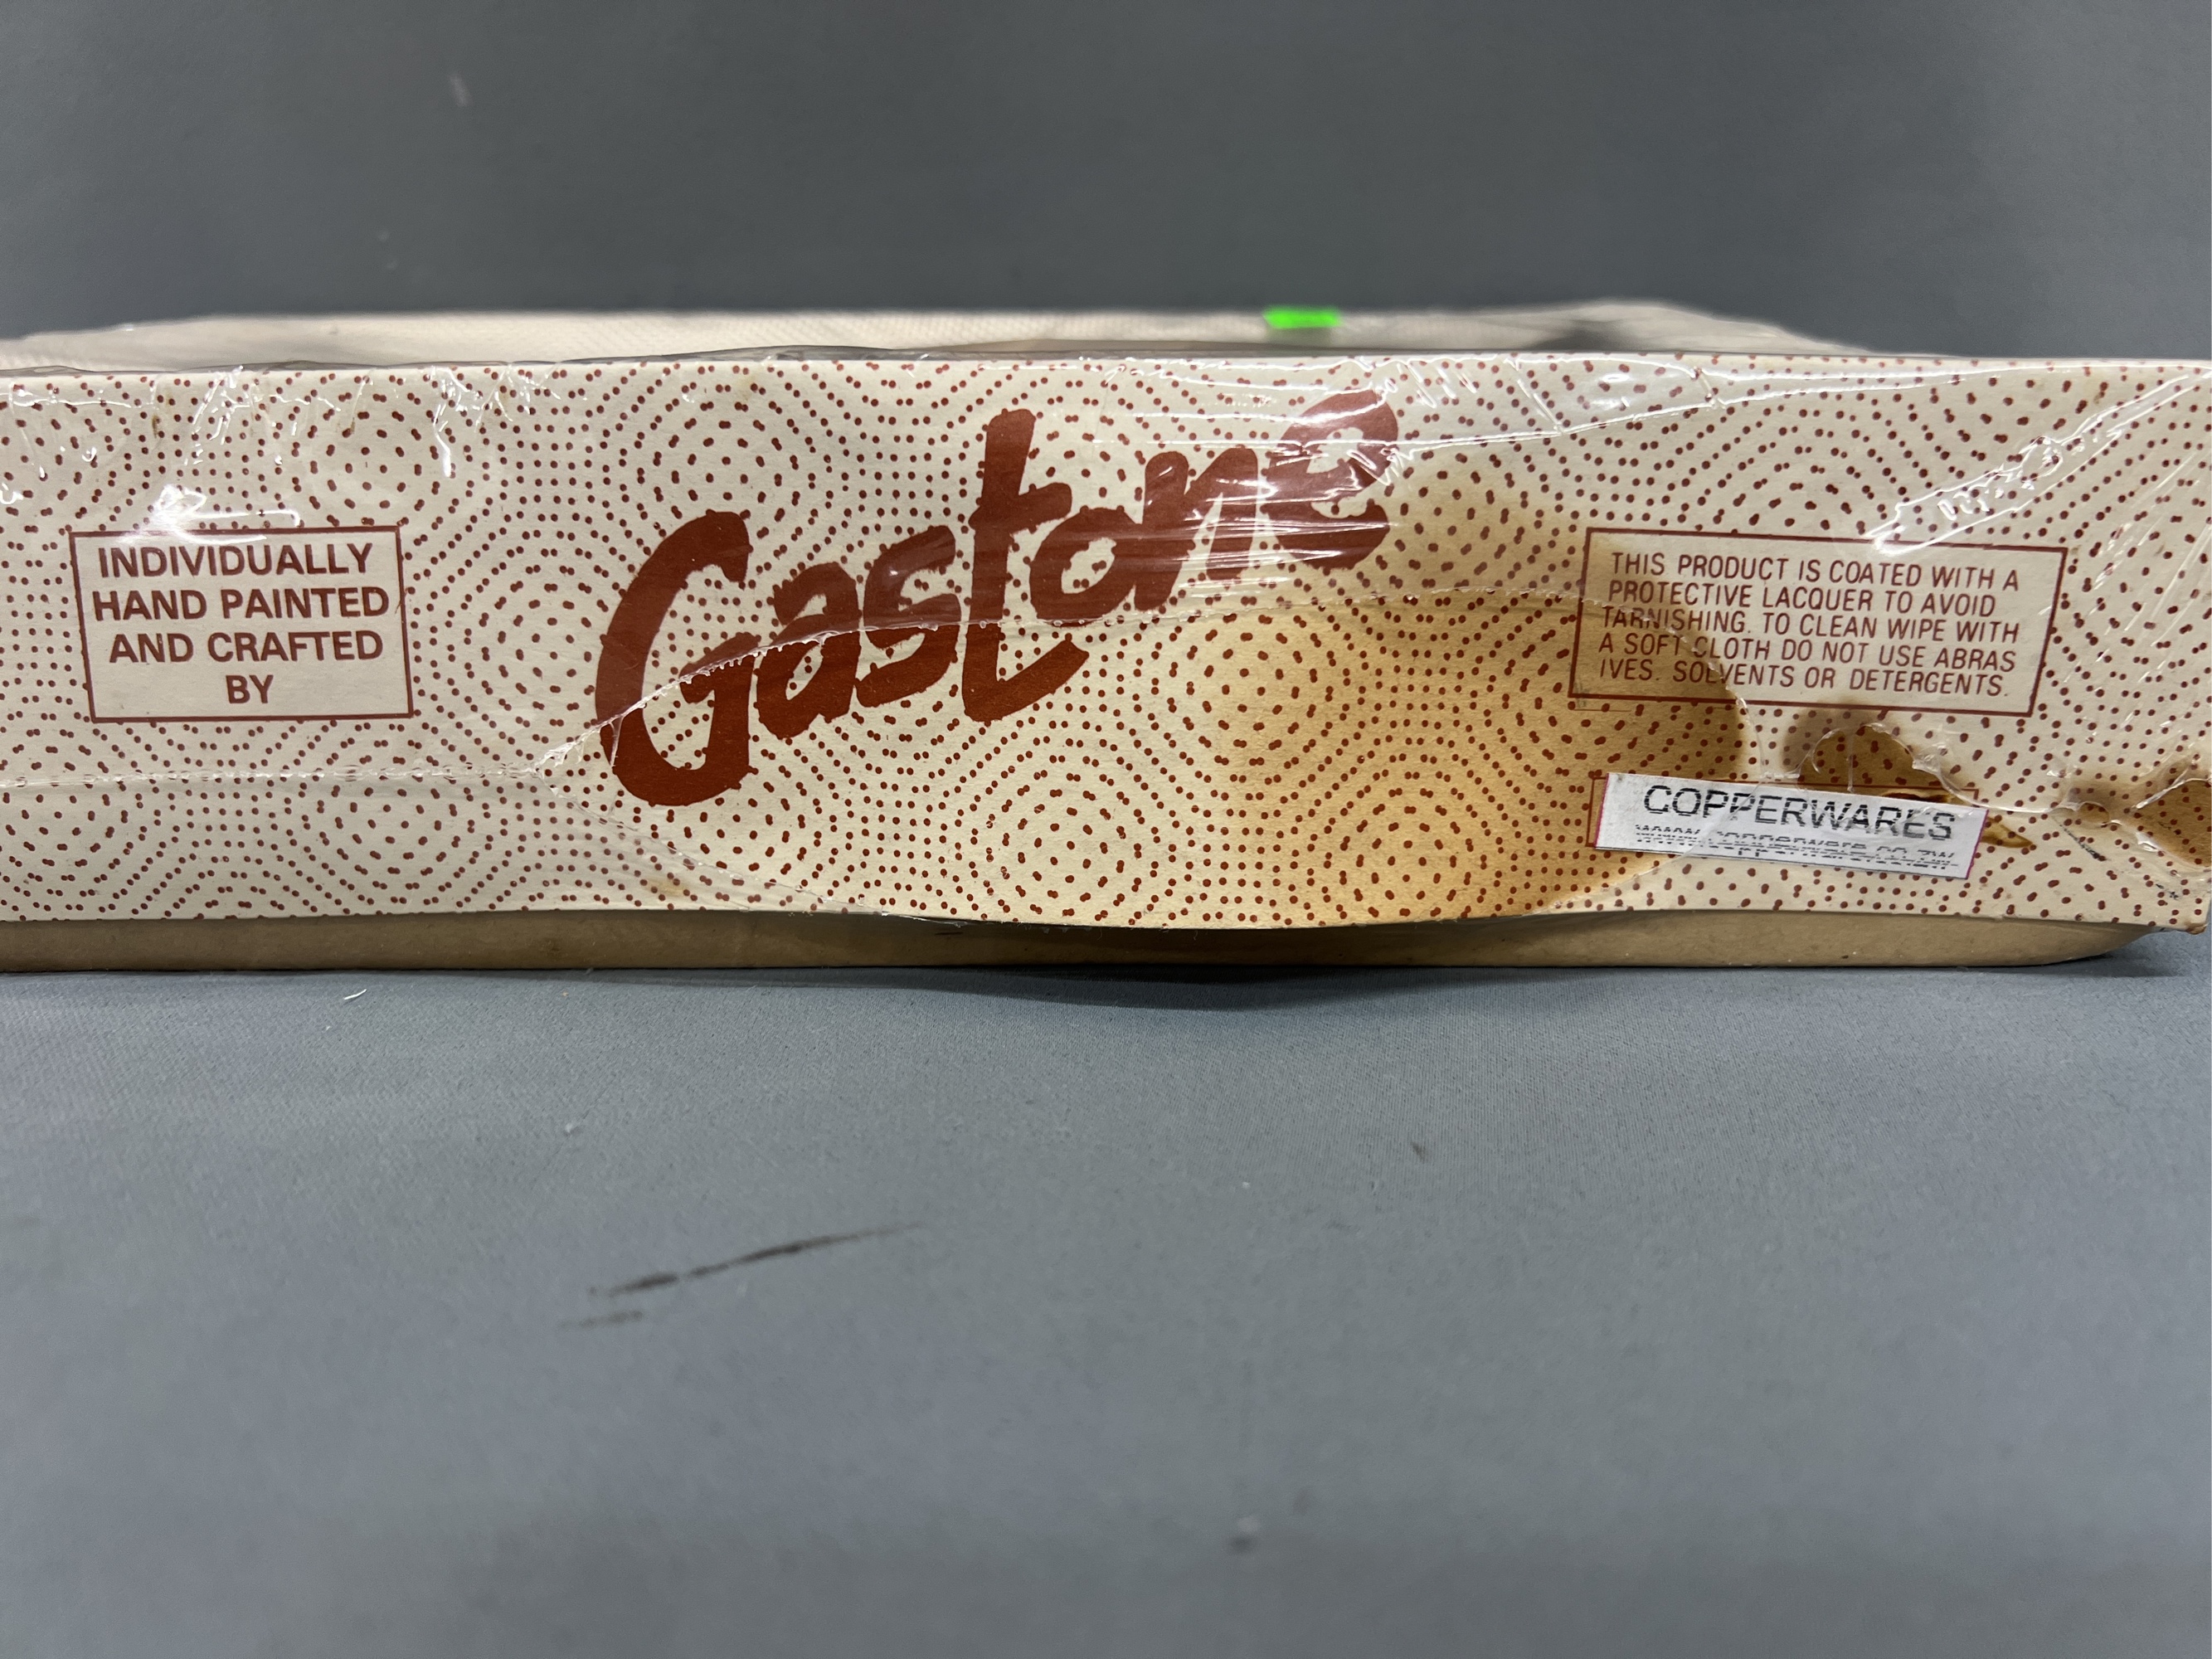 INDIVIDUALLY
HAND PAINTED
AND CRAFTED
BY
Gastone
THIS PRODUCT IS COATED WITH A
PROTECTIVE LACQUER TO AVOID
TARNISHING. TO CLEAN WIPE WITH
A SOFT CLOTH DO NOT USE ABRAS
IVES. SOLVENTS OR DETERGENTS.
COPPERWARES